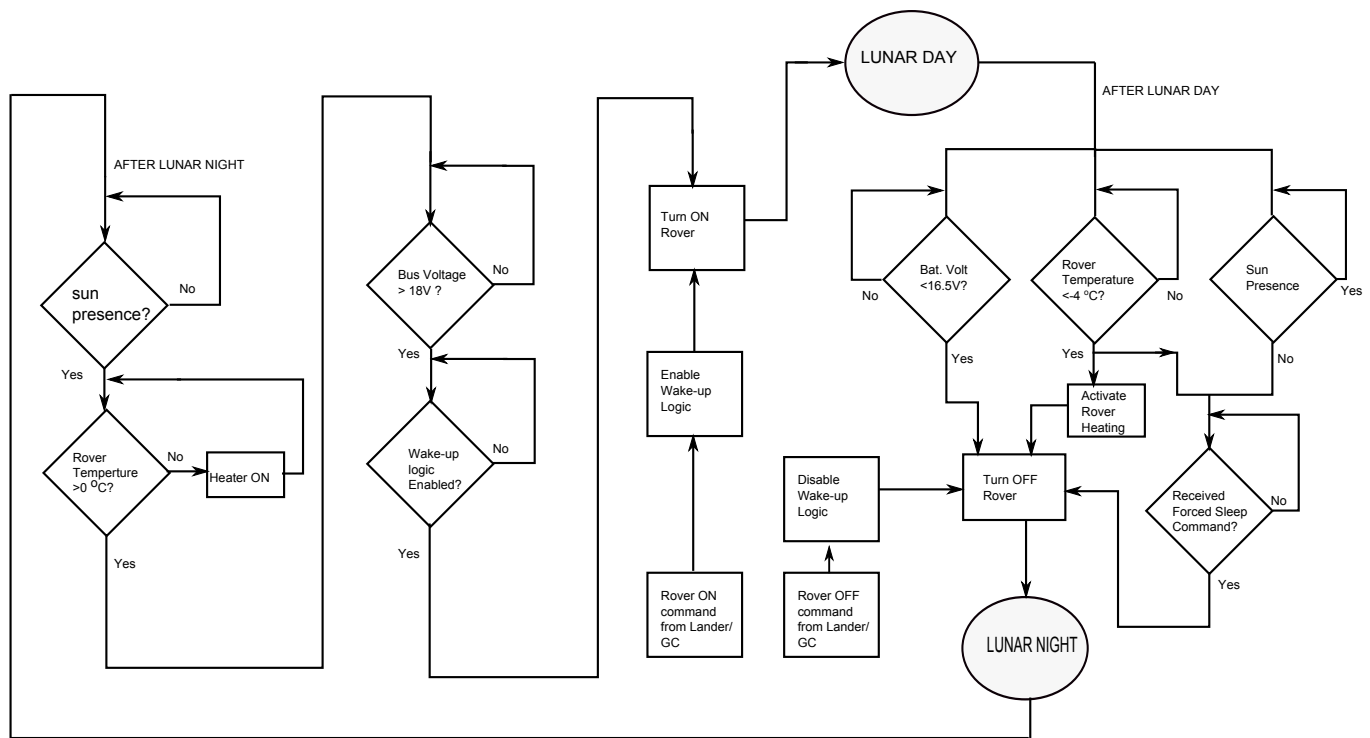 LUNAR DAY
AFTER LUNAR DAY
AFTER LUNAR NIGHT
sun
presence?
No
Yes
Rover
Temperture
>0 °C?
No
Heater ON
Yes
Bus Voltage
> 18V ?
No
Yes
Wake-up
logic
Enabled?
No
Yes
Turn ON
Rover
Enable
Wake-up
Logic
Rover ON
command
from Lander/
GC
Bat. Volt
<16.5V?
No
Yes
Rover
Temperature
<-4 °C?
No
Yes
Sun
Presence
Yes
No
Activate
Rover
Heating
Disable
Wake-up
Logic
Turn OFF
Rover
Received
Forced Sleep
Command?
No
Yes
Rover OFF
command
from Lander/
GC
LUNAR NIGHT